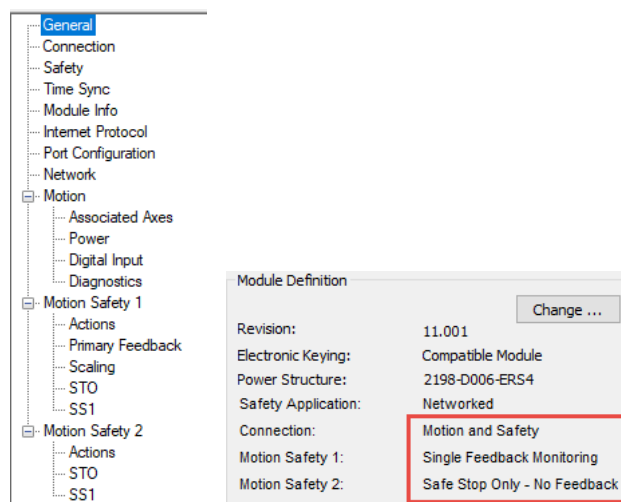 General
Connection
Safety
Time Sync
Module Info
Internet Protocol
Port Configuration
Network
Motion
Associated Axes
Power
Digital Input
Diagnostics
Motion Safety 1
Actions
Primary Feedback
Scaling
STO
SS1
Motion Safety 2
Actions
STO
SS1
Module Definition
Change ...
Revision: 11.001
Electronic Keying: Compatible Module
Power Structure: 2198-D006-ERS4
Safety Application: Networked
Connection: Motion and Safety
Motion Safety 1: Single Feedback Monitoring
Motion Safety 2: Safe Stop Only - No Feedback